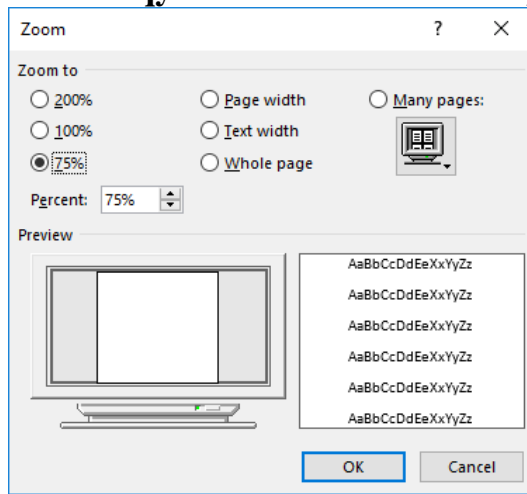 Zoom ? ×
Zoom to
200% Page width Many pages:
100% Text width
75% Whole page
Percent: 75%
Preview
AaBbCcDdEeXxYyZz
AaBbCcDdEeXxYyZz
AaBbCcDdEeXxYyZz
AaBbCcDdEeXxYyZz
AaBbCcDdEeXxYyZz
AaBbCcDdEeXxYyZz
OK Cancel